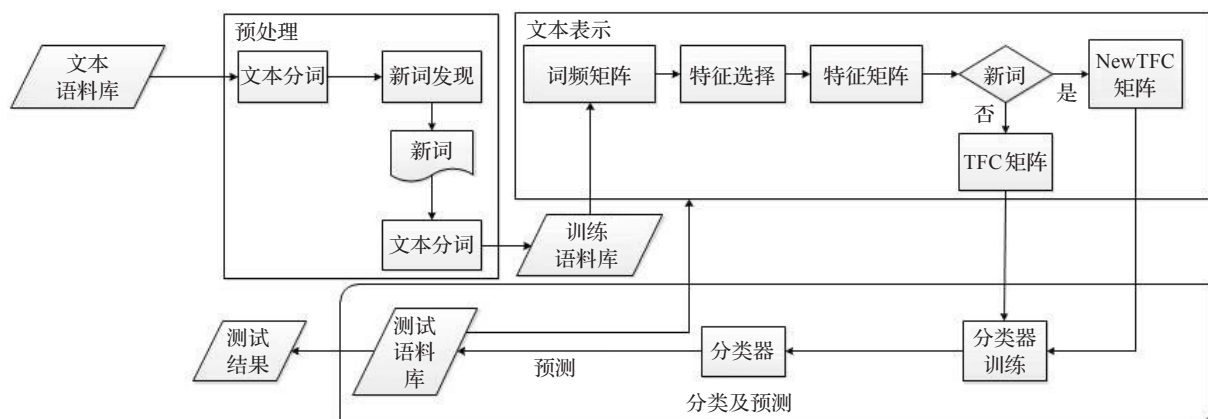 预处理
文本
语料库
文本分词
新词发现
新词
文本分词
训练
语料库
文本表示
词频矩阵
特征选择
特征矩阵
新词
是
否
NewTFC
矩阵
TFC 矩阵
测试
结果
测试
语料
库
预测
分类器
分类器
训练
分类及预测